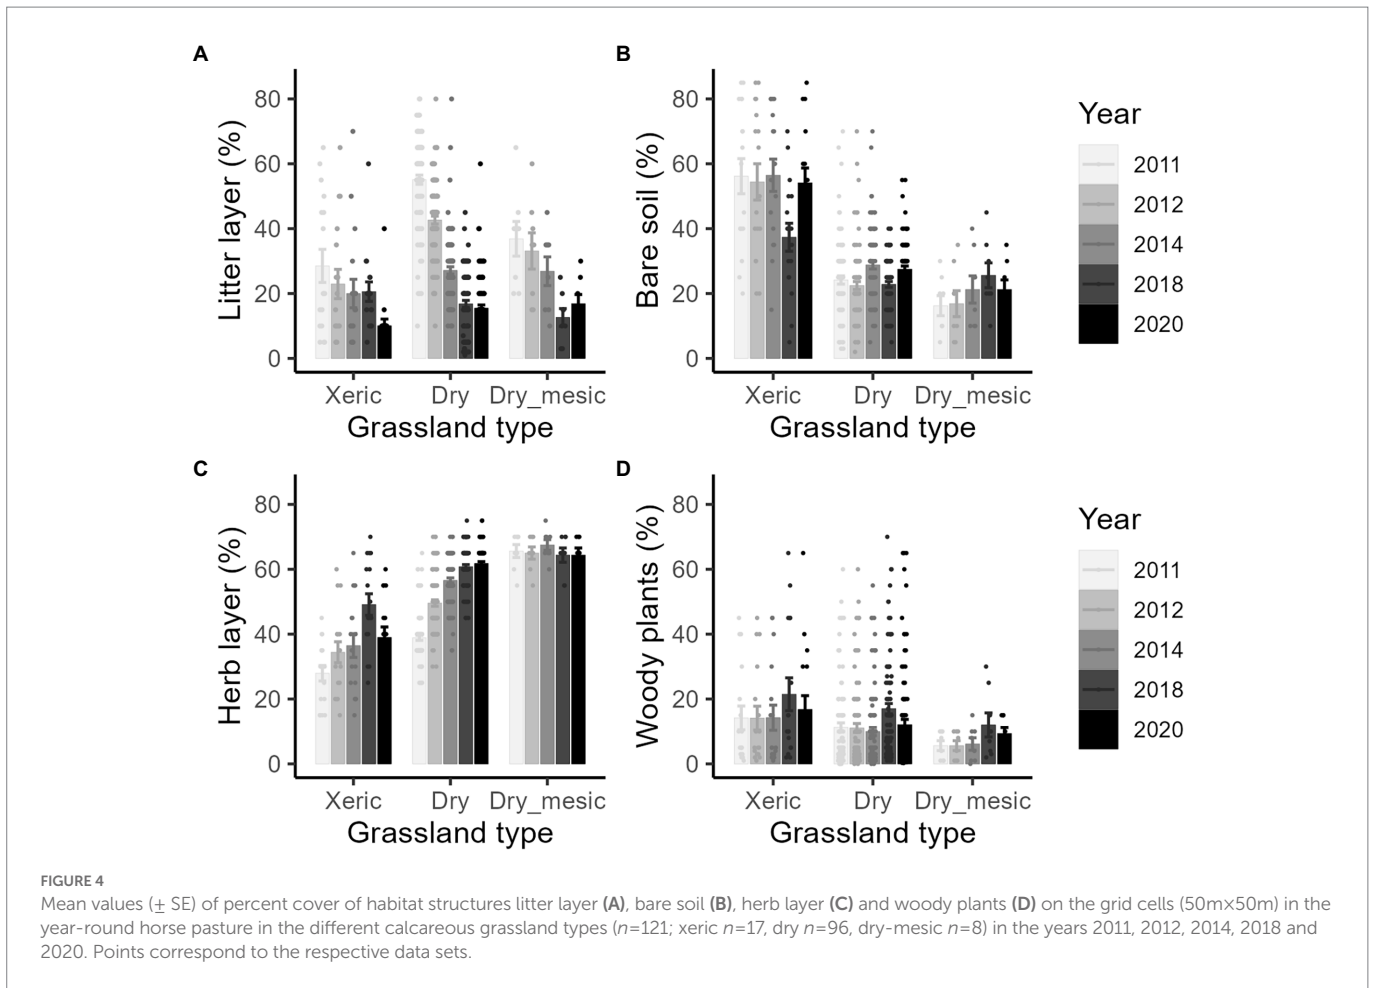 A
Litter layer (%)
80
60
40
20
0
Xeric Dry Dry_mesic
Grassland type
B
Bare soil (%)
80
60
40
20
0
Xeric Dry Dry_mesic
Grassland type
Year
2011
2012
2014
2018
2020
C
Herb layer (%)
80
60
40
20
0
Xeric Dry Dry_mesic
Grassland type
D
Woody plants (%)
80
60
40
20
0
Xeric Dry Dry_mesic
Grassland type
Year
2011
2012
2014
2018
2020
FIGURE 4
Mean values (± SE) of percent cover of habitat structures litter layer (A), bare soil (B), herb layer (C) and woody plants (D) on the grid cells (50m×50m) in the
year-round horse pasture in the different calcareous grassland types (n=121; xeric n=17, dry n=96, dry-mesic n=8) in the years 2011, 2012, 2014, 2018 and
2020. Points correspond to the respective data sets.